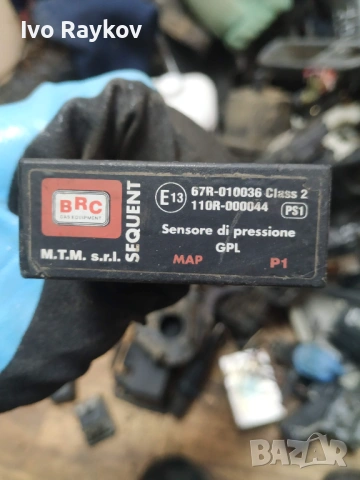 Ivo Raykov
BRC
GAS EQUIPMENT
M.T.M. s.r.l.
SEQUENT
E13
67R-010036 Class 2
110R-000044
PS1
Sensore di pressione
GPL
MAP P1
BAZAR